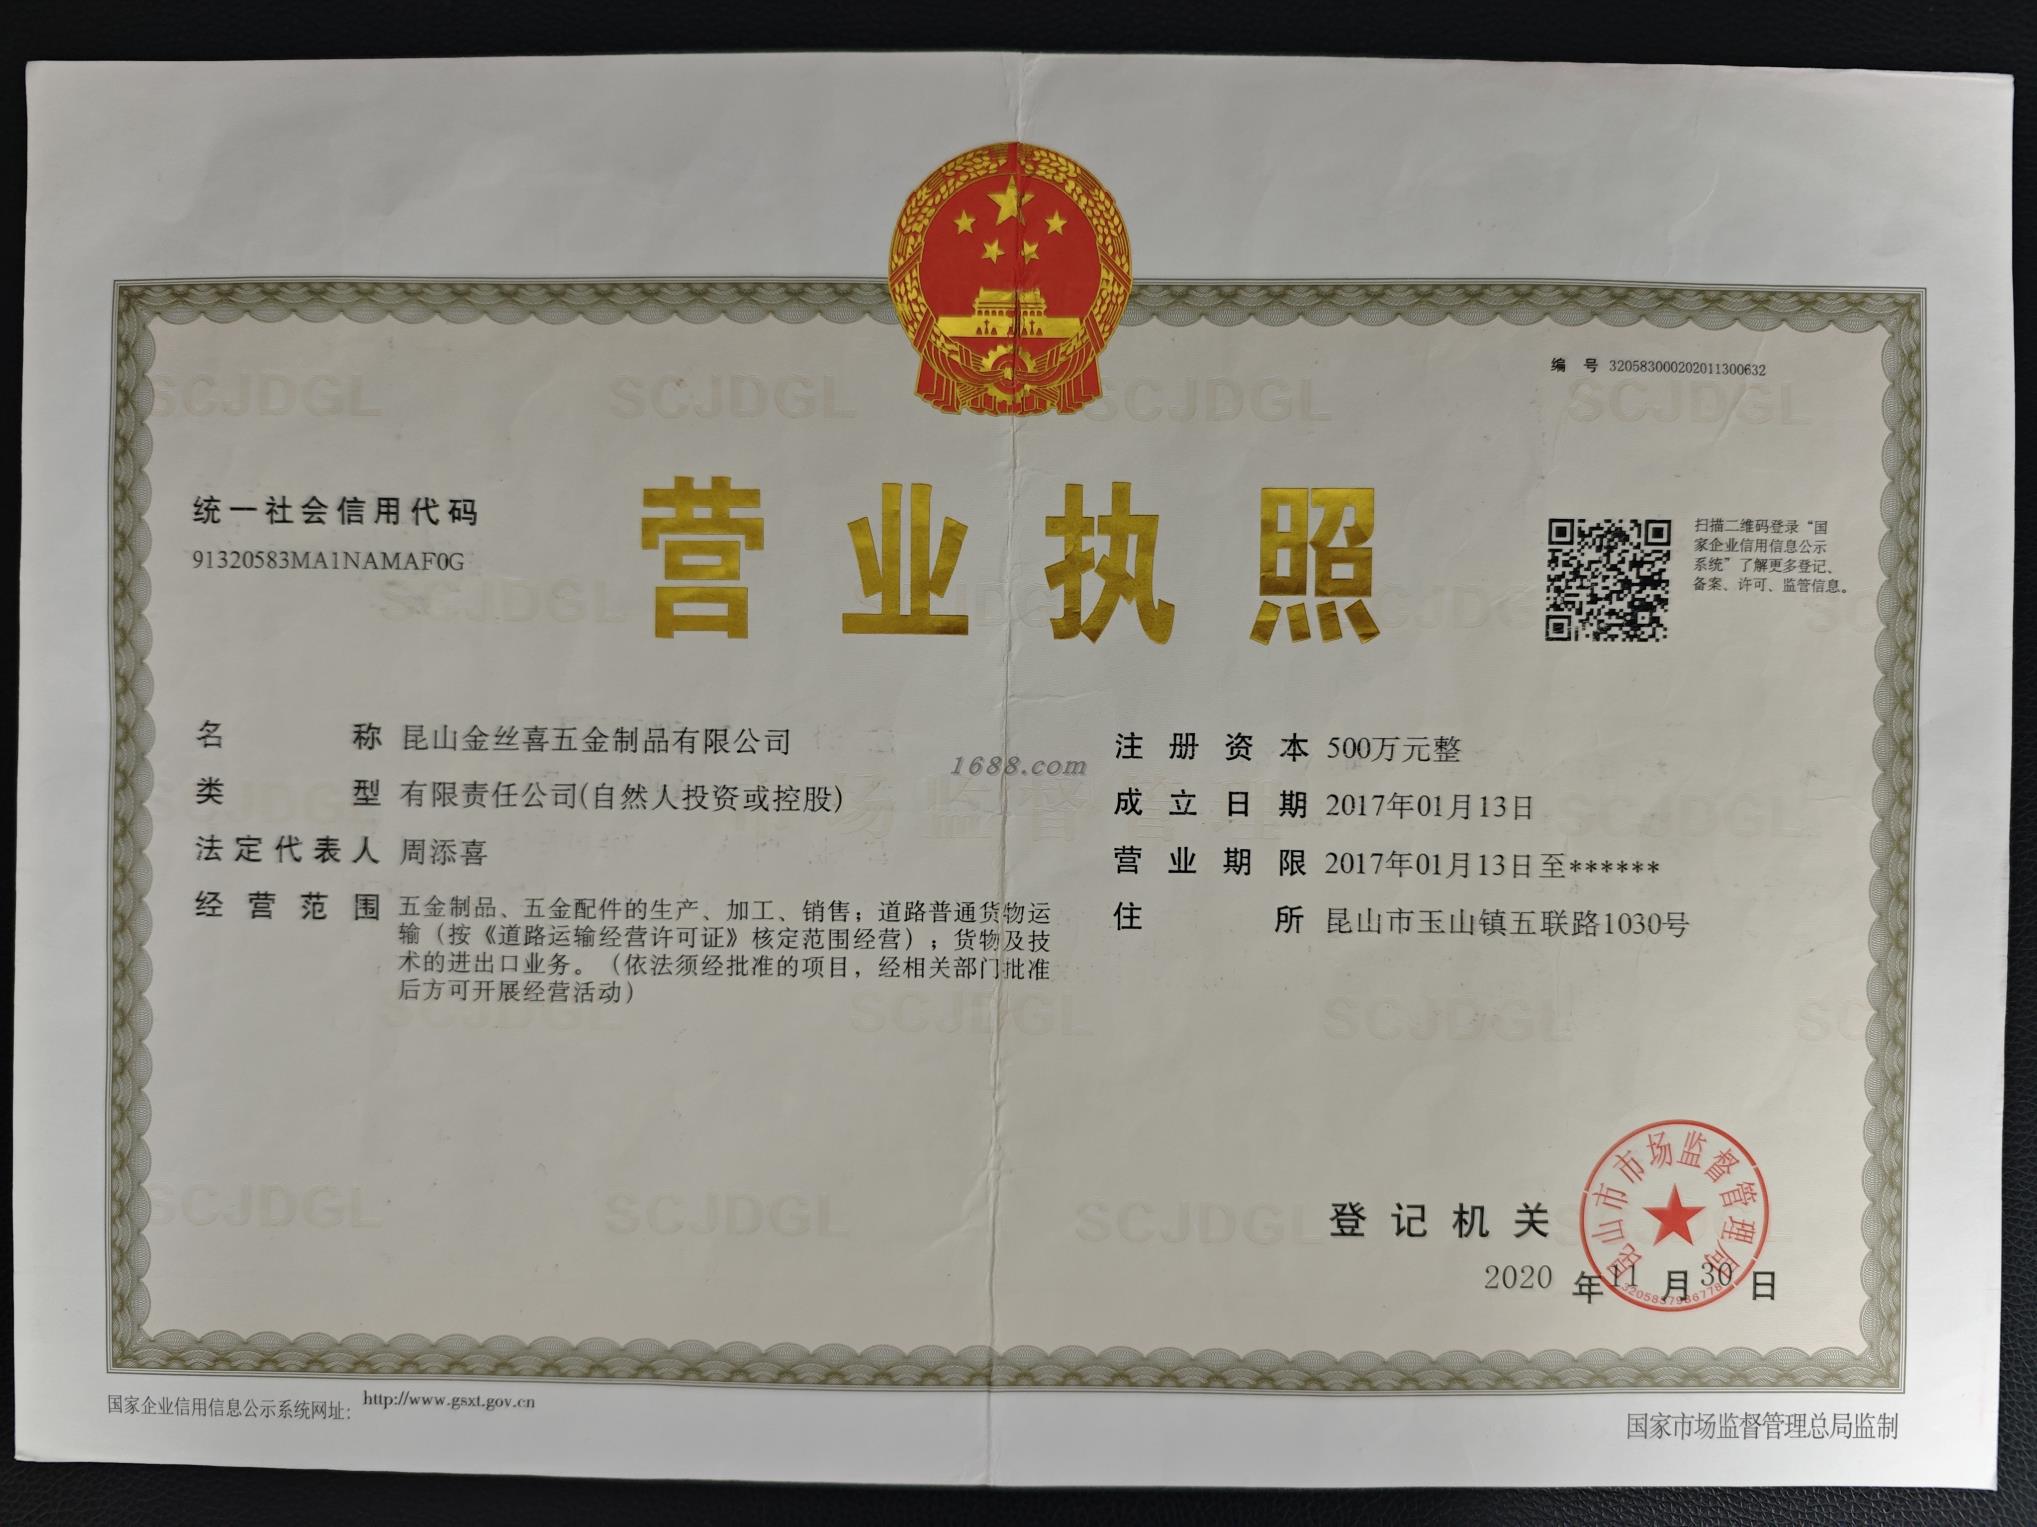 编 号 320583000202011300632
统一社会信用代码
91320583MA1NAMAF0G
营业执照
扫描二维码登录“国
家企业信用信息公示
系统”了解更多登记、
备案、许可、监管信息。
名 称 昆山金丝喜五金制品有限公司
类 型 有限责任公司(自然人投资或控股)
法定代表人 周添喜
经营范围 五金制品、五金配件的生产、加工、销售；道路普通货物运
输（按《道路运输经营许可证》核定范围经营）；货物及技
术的进出口业务。（依法须经批准的项目，经相关部门批准
后方可开展经营活动）
1688.com
注册资本 500万元整
成立日期 2017年01月13日
营业期限 2017年01月13日至******
住 所 昆山市玉山镇五联路1030号
SCJDGL
市场监督管理
登记机关
昆山市市场监督管理局
2020 年 11 月 30 日
国家企业信用信息公示系统网址： http://www.gsxt.gov.cn
国家市场监督管理总局监制